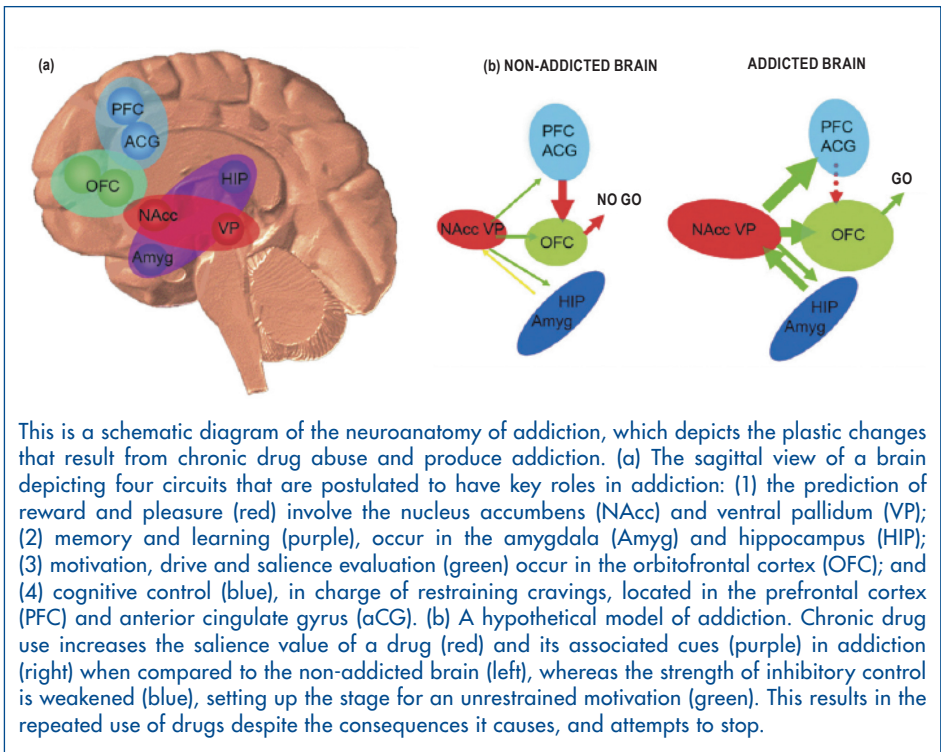 (a)
PFC
ACG
OFC
HIP
NAcc
VP
Amyg
(b) NON-ADDICTED BRAIN
PFC
ACG
NO GO
NAcc VP
OFC
HIP
Amyg
ADDICTED BRAIN
PFC
ACG
GO
NAcc VP
OFC
HIP
Amyg
This is a schematic diagram of the neuroanatomy of addiction, which depicts the plastic changes
that result from chronic drug abuse and produce addiction. (a) The sagittal view of a brain
depicting four circuits that are postulated to have key roles in addiction: (1) the prediction of
reward and pleasure (red) involve the nucleus accumbens (NAcc) and ventral pallidum (VP);
(2) memory and learning (purple), occur in the amygdala (Amyg) and hippocampus (HIP);
(3) motivation, drive and salience evaluation (green) occur in the orbitofrontal cortex (OFC); and
(4) cognitive control (blue), in charge of restraining cravings, located in the prefrontal cortex
(PFC) and anterior cingulate gyrus (aCG). (b) A hypothetical model of addiction. Chronic drug
use increases the salience value of a drug (red) and its associated cues (purple) in addiction
(right) when compared to the non-addicted brain (left), whereas the strength of inhibitory control
is weakened (blue), setting up the stage for an unrestrained motivation (green). This results in the
repeated use of drugs despite the consequences it causes, and attempts to stop.